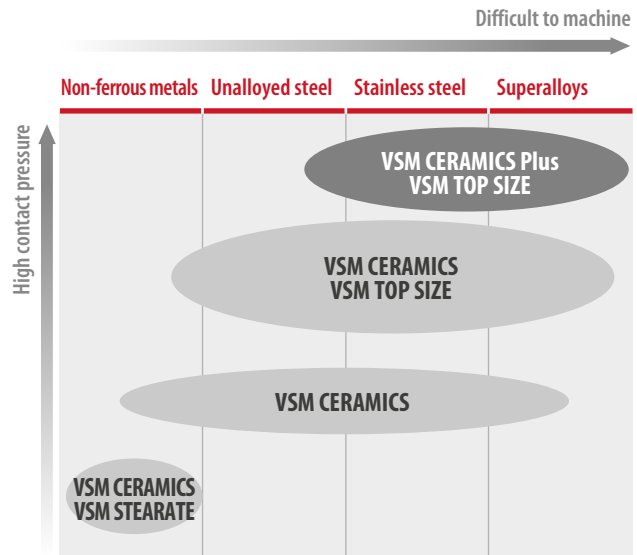 Difficult to machine
Non-ferrous metals
Unalloyed steel
Stainless steel
Superalloys
High contact pressure
VSM CERAMICS Plus
VSM TOP SIZE
VSM CERAMICS
VSM TOP SIZE
VSM CERAMICS
VSM CERAMICS
VSM STEARATE